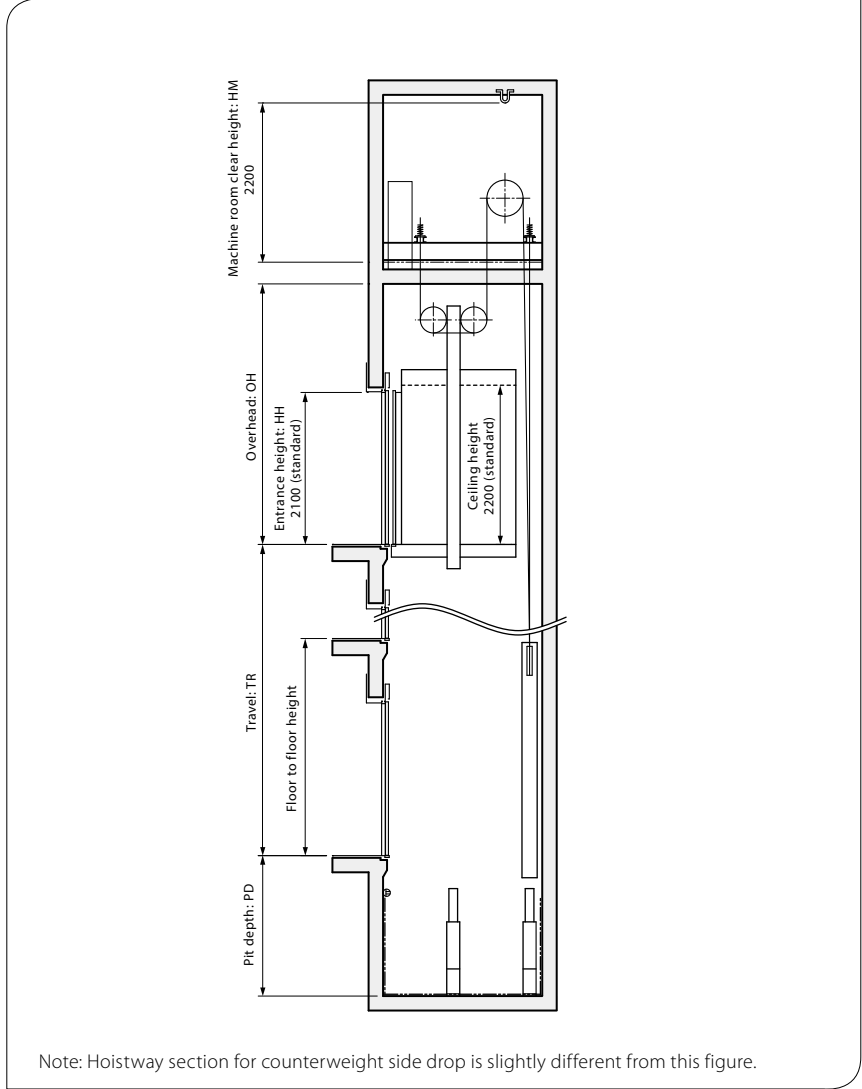 Machine room clear height: HM
2200
Overhead: OH
Entrance height: HH
2100 (standard)
Ceiling height
2200 (standard)
Travel: TR
Floor to floor height
Pit depth: PD
Note: Hoistway section for counterweight side drop is slightly different from this figure.